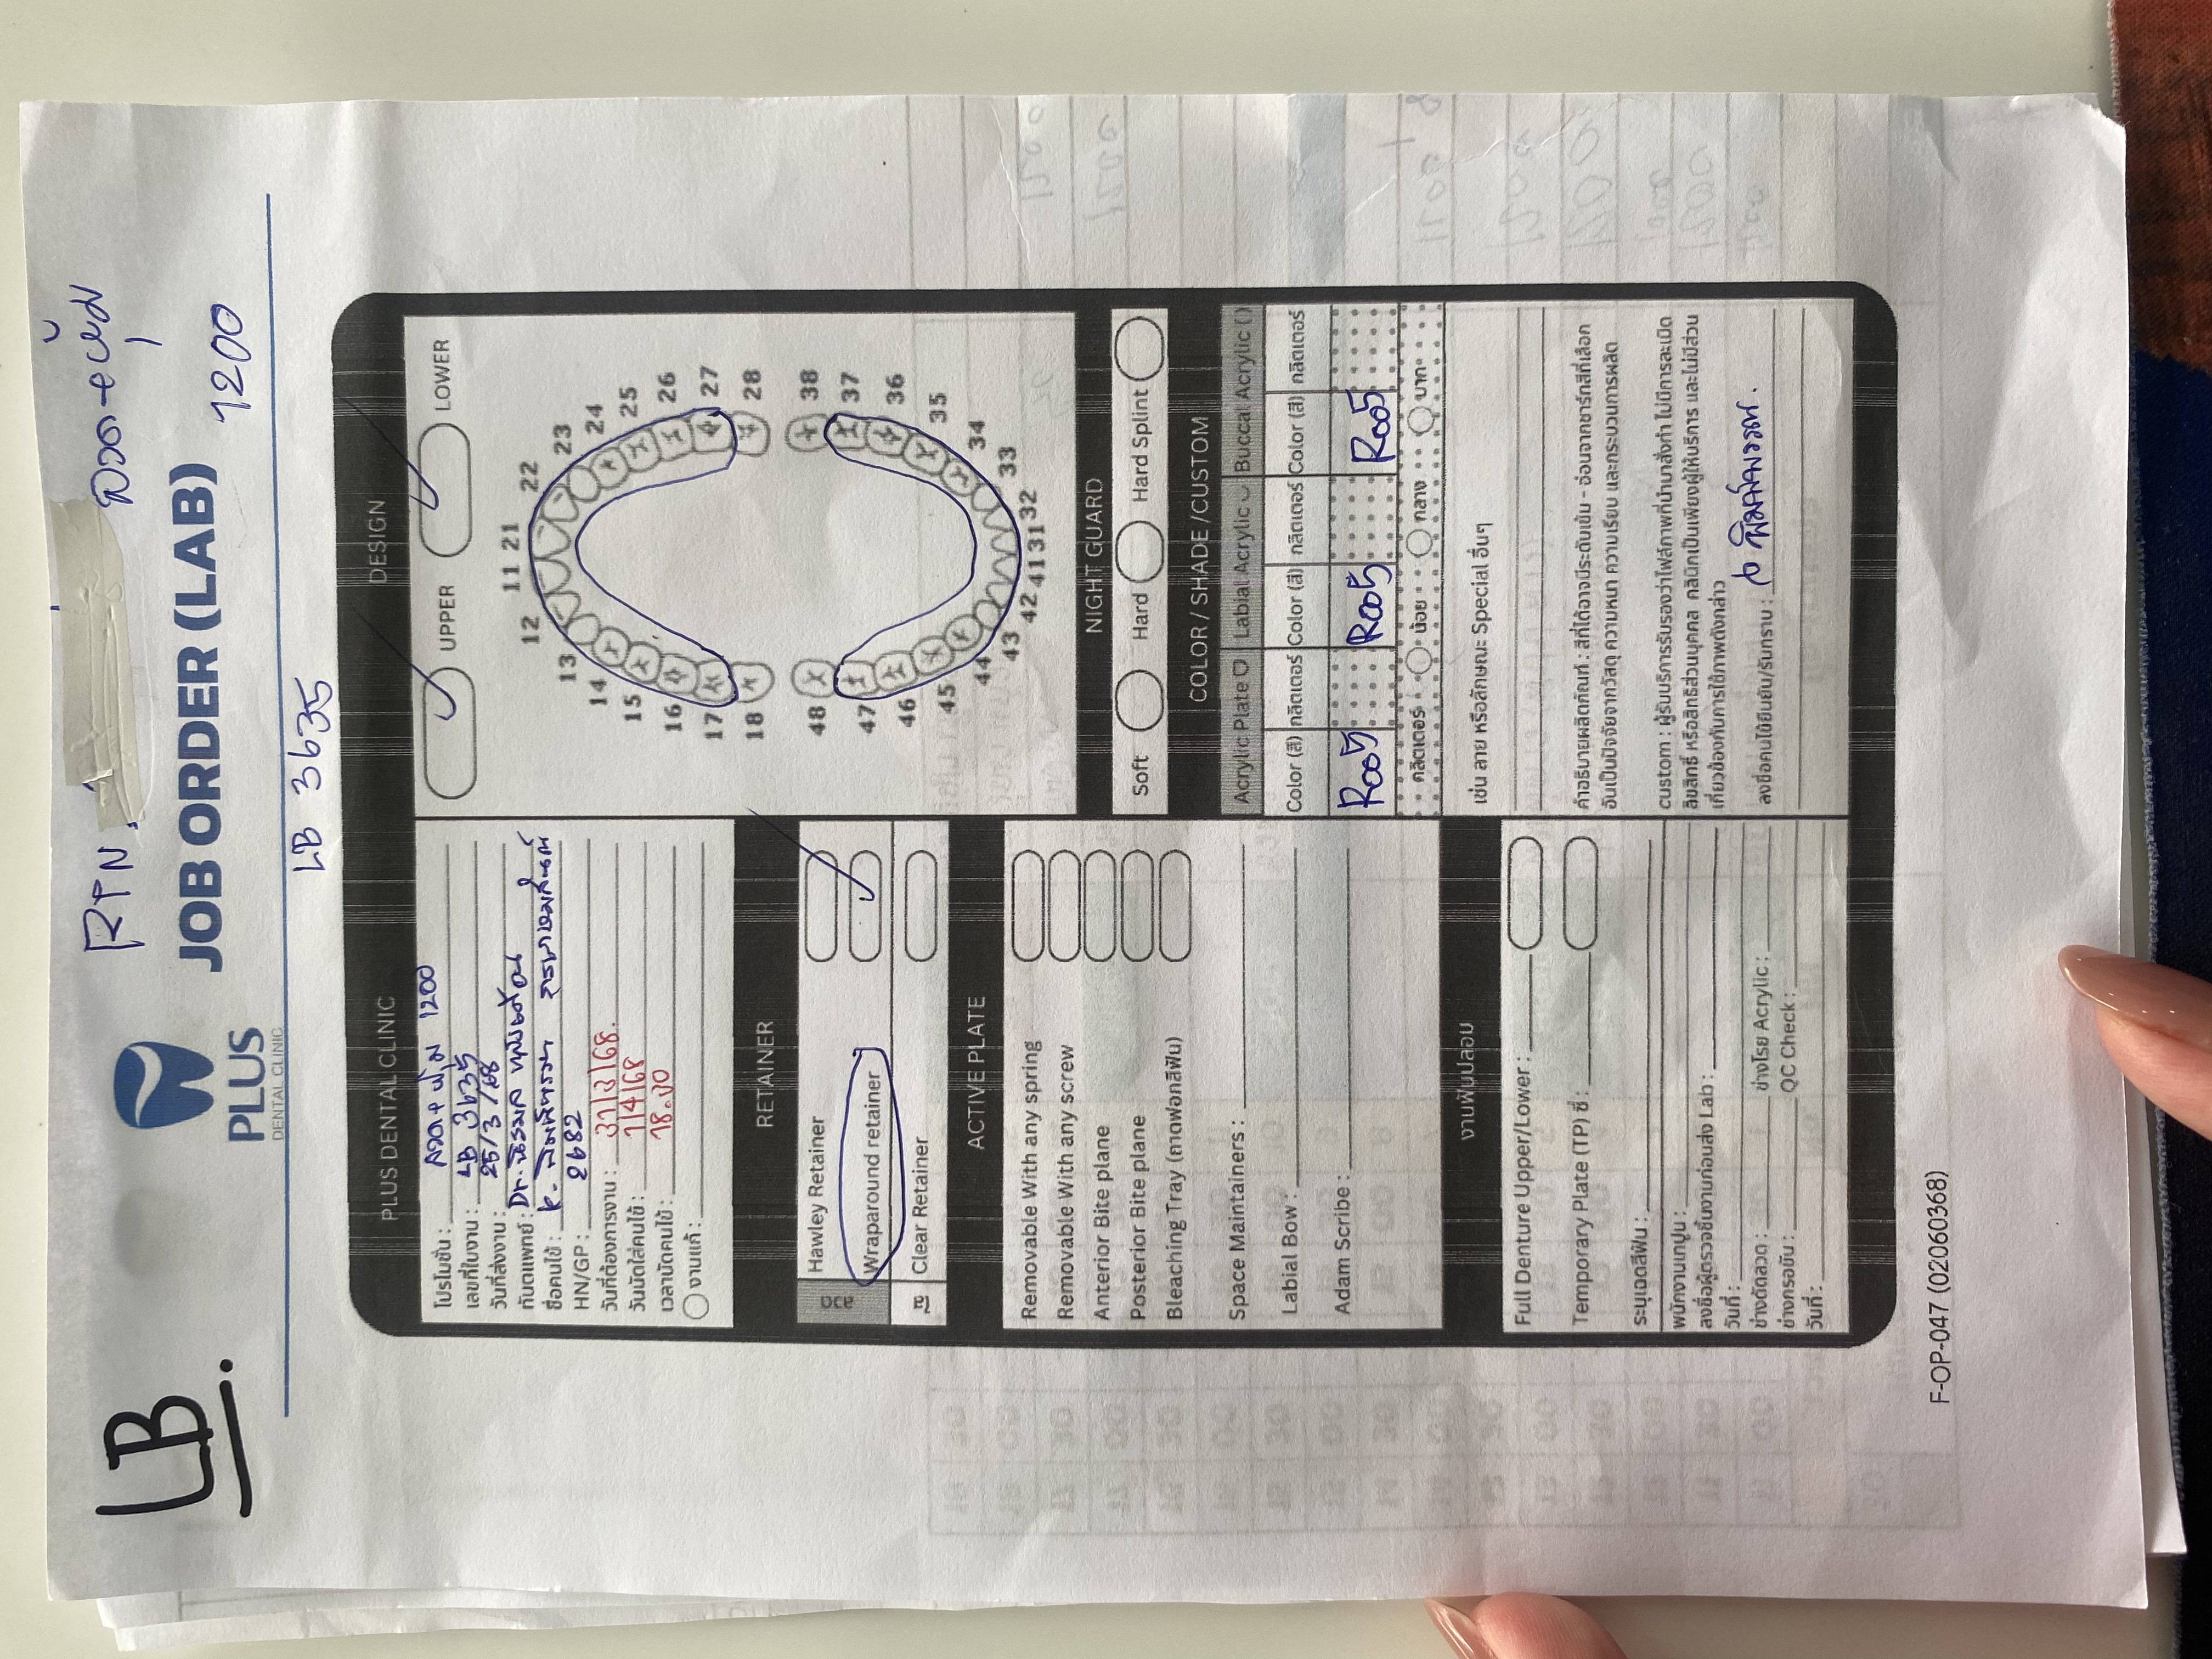 LB.
RTN.
ลวด+หุ้ม
PLUS
DENTAL CLINIC
JOB ORDER (LAB)
1200
LB 3635
PLUS DENTAL CLINIC
โปรโมชั่น : ลวด+หุ้ม 1200
เลขที่ใบงาน : LB 3635
วันที่ส่งงาน : 25/3/68
ทันตแพทย์ : Dr.
ชื่อคนไข้ : K.
HN/GP : 2682
วันที่ต้องการงาน : 31/3/68.
วันนัดใส่คนไข้ : 1/4/68
เวลานัดคนไข้ : 18.30
งานแก้ :
RETAINER
ลวด
Hawley Retainer
Wraparound retainer
ใส
Clear Retainer
ACTIVE PLATE
Removable With any spring
Removable With any screw
Anterior Bite plane
Posterior Bite plane
Bleaching Tray (ถาดฟอกสีฟัน)
Space Maintainers :
Labial Bow :
Adam Scribe :
งานฟันปลอม
Full Denture Upper/Lower :
Temporary Plate (TP) ซี่ :
ระบุเฉดสีฟัน :
พนักงานเทปูน :
ลงชื่อผู้ตรวจชิ้นงานก่อนส่ง Lab :
วันที่ :
ช่างดัดลวด : ช่างโรย Acrylic :
ช่างกรอขัน : QC Check :
วันที่ :
DESIGN
UPPER LOWER
11 21
12 22
13 23
14 24
15 25
16 26
17 27
18 28
48 38
47 37
46 36
45 35
44 34
43 33
42 41 31 32
NIGHT GUARD
Soft Hard Hard Splint
COLOR / SHADE /CUSTOM
Acrylic Plate Labial Acrylic Buccal Acrylic ( )
Color (สี) กลิตเตอร์ Color (สี) กลิตเตอร์ Color (สี) กลิตเตอร์
R005 R005 R005
กลิตเตอร์ น้อย กลาง มาก
เช่น ลาย หรือลักษณะ Special อื่นๆ
คำอธิบายผลิตภัณฑ์ : สีที่ได้อาจมีระดับเข้ม - อ่อนจากชาร์ทสีที่เลือก
อันเป็นปัจจัยจากวัสดุ ความหนา ความเรียบ และกระบวนการผลิต
custom : ผู้รับบริการรับรองว่าไฟล์ภาพที่นำมาสั่งทำ ไม่มีการละเมิด
ลิขสิทธิ์ หรือสิทธิส่วนบุคคล คลินิกเป็นเพียงผู้ให้บริการ และไม่มีส่วน
เกี่ยวข้องกับการใช้ภาพดังกล่าว
ลงชื่อคนไข้ยืนยัน/รับทราบ : พิมพ์พรรณ.
F-OP-047 (02060368)